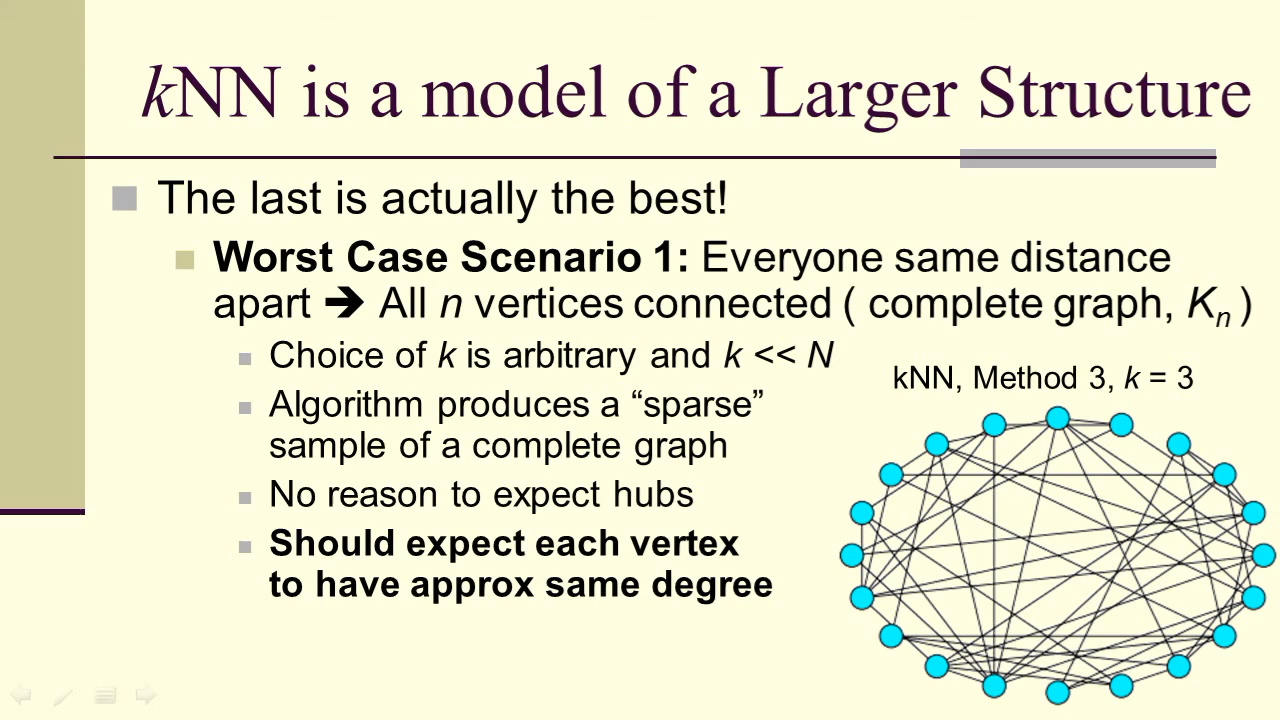 kNN is a model of a Larger Structure
The last is actually the best!
Worst Case Scenario 1: Everyone same distance
apart ➔ All n vertices connected ( complete graph, Kn )
Choice of k is arbitrary and k << N
Algorithm produces a “sparse”
sample of a complete graph
No reason to expect hubs
Should expect each vertex
to have approx same degree
kNN, Method 3, k = 3